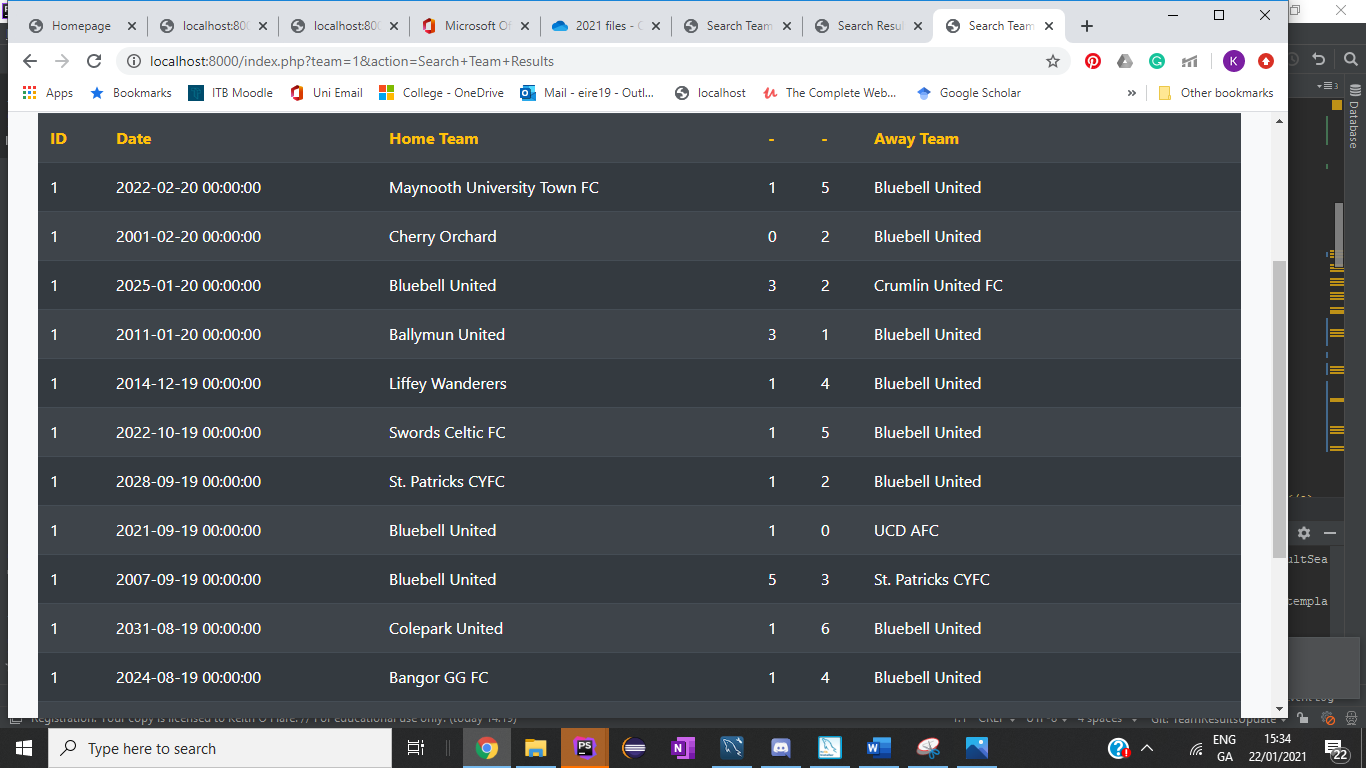 Homepage localhost:800 localhost:800 Microsoft Of 2021 files - Search Team Search Resul Search Team
localhost:8000/index.php?team=1&action=Search+Team+Results K
Apps Bookmarks ITB Moodle Uni Email College - OneDrive Mail - eire19 - Outl... localhost The Complete Web... Google Scholar » Other bookmarks
3
Database
ID Date Home Team - - Away Team
1 2022-02-20 00:00:00 Maynooth University Town FC 1 5 Bluebell United
1 2001-02-20 00:00:00 Cherry Orchard 0 2 Bluebell United
1 2025-01-20 00:00:00 Bluebell United 3 2 Crumlin United FC
1 2011-01-20 00:00:00 Ballymun United 3 1 Bluebell United
1 2014-12-19 00:00:00 Liffey Wanderers 1 4 Bluebell United
1 2022-10-19 00:00:00 Swords Celtic FC 1 5 Bluebell United
1 2028-09-19 00:00:00 St. Patricks CYFC 1 2 Bluebell United
1 2021-09-19 00:00:00 Bluebell United 1 0 UCD AFC
ultSea
1 2007-09-19 00:00:00 Bluebell United 5 3 St. Patricks CYFC
templa
1 2031-08-19 00:00:00 Colepark United 1 6 Bluebell United
1 2024-08-19 00:00:00 Bangor GG FC 1 4 Bluebell United
Registration: Your copy is licensed to Keith O'Hare. // For educational use only. (today 14:19) 1:1 CRLF UTF-8 4 spaces Git: TeamResultsUpdate
Type here to search PS N W ENG 15:34
GA 22/01/2021 22